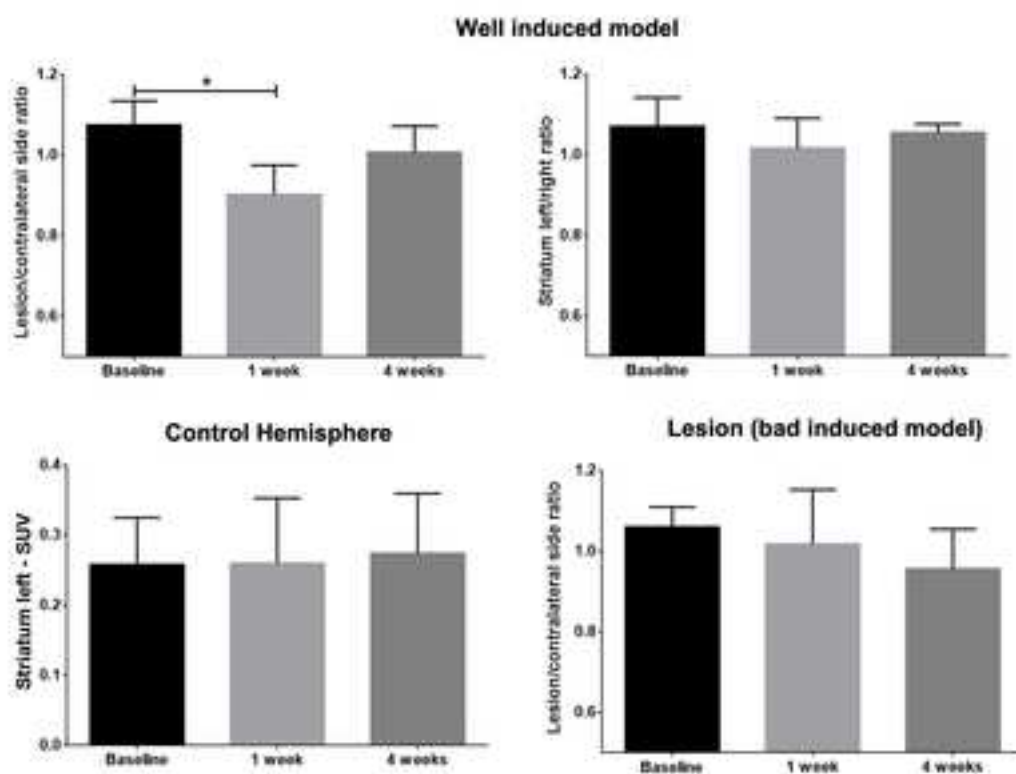 Well induced model
Lesion/contralateral side ratio
1.2
1.0
0.8
0.6
*
Baseline
1 week
4 weeks
Striatum left/right ratio
1.2
1.0
0.8
0.6
Baseline
1 week
4 weeks
Control Hemisphere
Striatum left - SUV
0.4
0.3
0.2
0.1
0.0
Baseline
1 week
4 weeks
Lesion (bad induced model)
Lesion/contralateral side ratio
1.2
1.0
0.8
0.6
Baseline
1 week
4 weeks